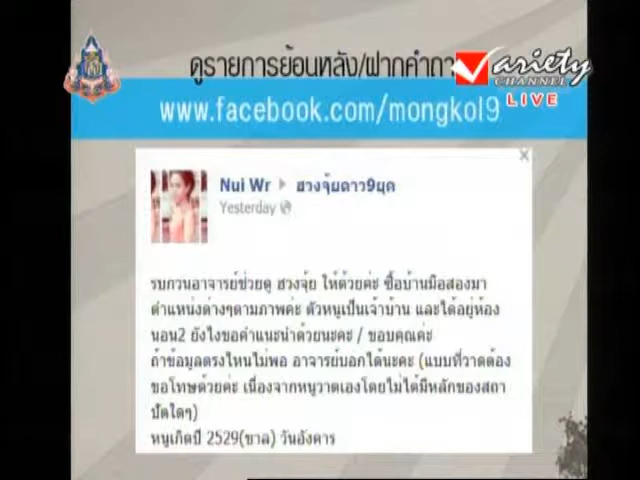 ดูรายการย้อนหลัง/ฝากคำถา
Variety
CHANNEL
LIVE
www.facebook.com/mongkol9
Nui Wr ▸ ฮวงจุ้ยดาว9ยุค
Yesterday
รบกวนอาจารย์ช่วยดู ฮวงจุ้ย ให้ด้วยค่ะ ซื้อบ้านมือสองมา
ตำแหน่งต่างๆตามภาพค่ะ ตัวหนูเป็นเจ้าบ้าน และได้อยู่ห้อง
นอน2 ยังไงขอคำแนะนำด้วยนะคะ / ขอบคุณค่ะ
ถ้าข้อมูลตรงไหนไม่พอ อาจารย์บอกได้นะคะ (แบบที่วาดต้อง
ขอโทษด้วยค่ะ เนื่องจากหนูวาดเองโดยไม่ได้มีหลักของสถา
ปัตใดๆ)
หนูเกิดปี 2529(ขาล) วันอังคาร